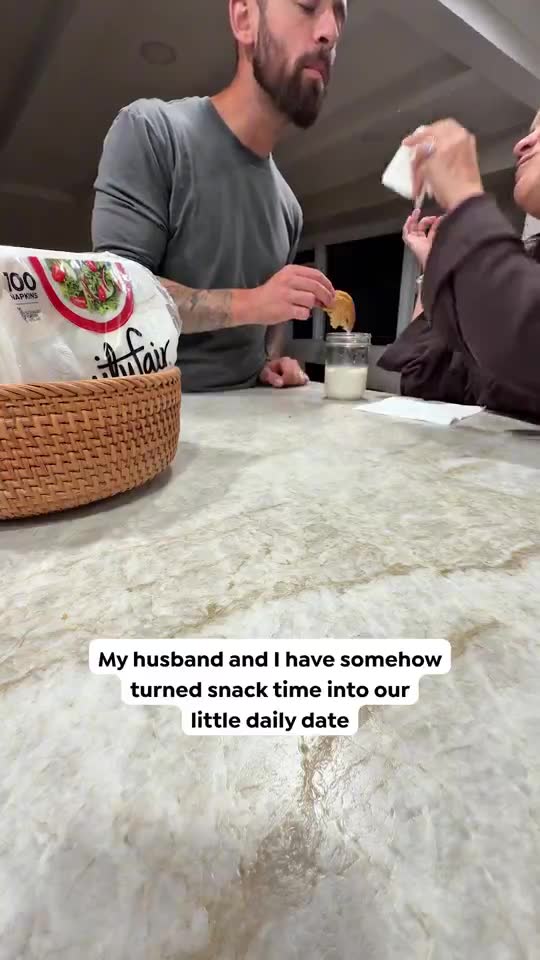 100
NAPKINS
My husband and I have somehow
turned snack time into our
little daily date